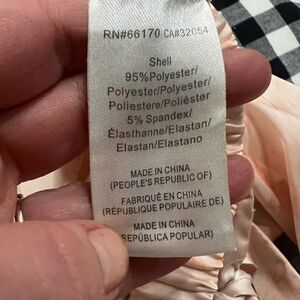 RN#66170 CA#32054
Shell
95%Polyester/
Polyester/Polyester/
Poliestere/Poliéster
5% Spandex/
Élasthanne/Elastan/
Elastan/Elastano
MADE IN CHINA
(PEOPLE'S REPUBLIC OF)
FABRIQUÉ EN CHINA
(RÉPUBLIQUE POPULAIRE DE)
MADE IN CHINA
REPÚBLICA POPULAR)